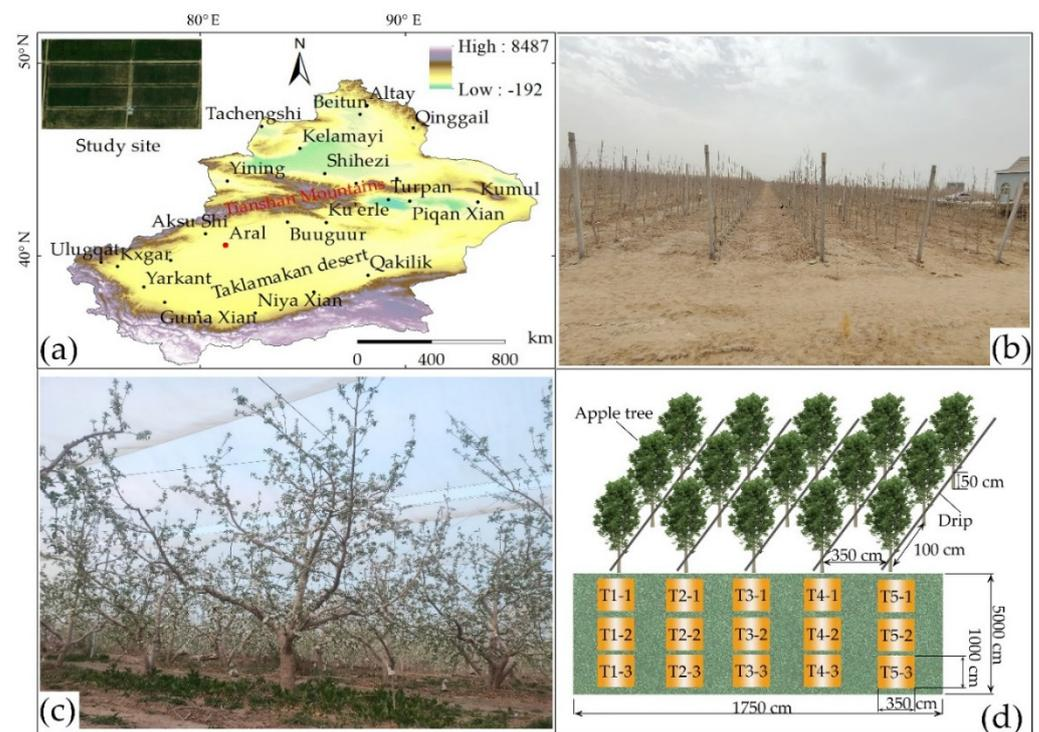 80° E
90° E
50°N
40°N
N
High : 8487
Low : -192
Study site
Beitun
Altay
Tachengshi
Qinggail
Kelamayi
Shihezi
Yining
Tianshan Mountains
Turpan
Kumul
Ku'erle
Piqan Xian
Aksu Shi
Aral
Buuguur
Ulugqat
Kxgar
Yarkant
Taklamakan desert
Qakilik
Niya Xian
Guma Xian
km
0 400 800
(a)
(b)
(c)
Apple tree
50 cm
Drip
350 cm
100 cm
T1-1 T2-1 T3-1 T4-1 T5-1
T1-2 T2-2 T3-2 T4-2 T5-2
T1-3 T2-3 T3-3 T4-3 T5-3
5000 cm
1000 cm
350 cm
1750 cm
(d)